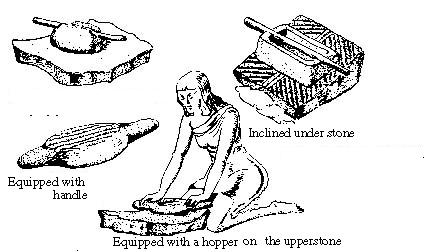 Inclined under stone
Equipped with
handle
Equipped with a hopper on the upperstone